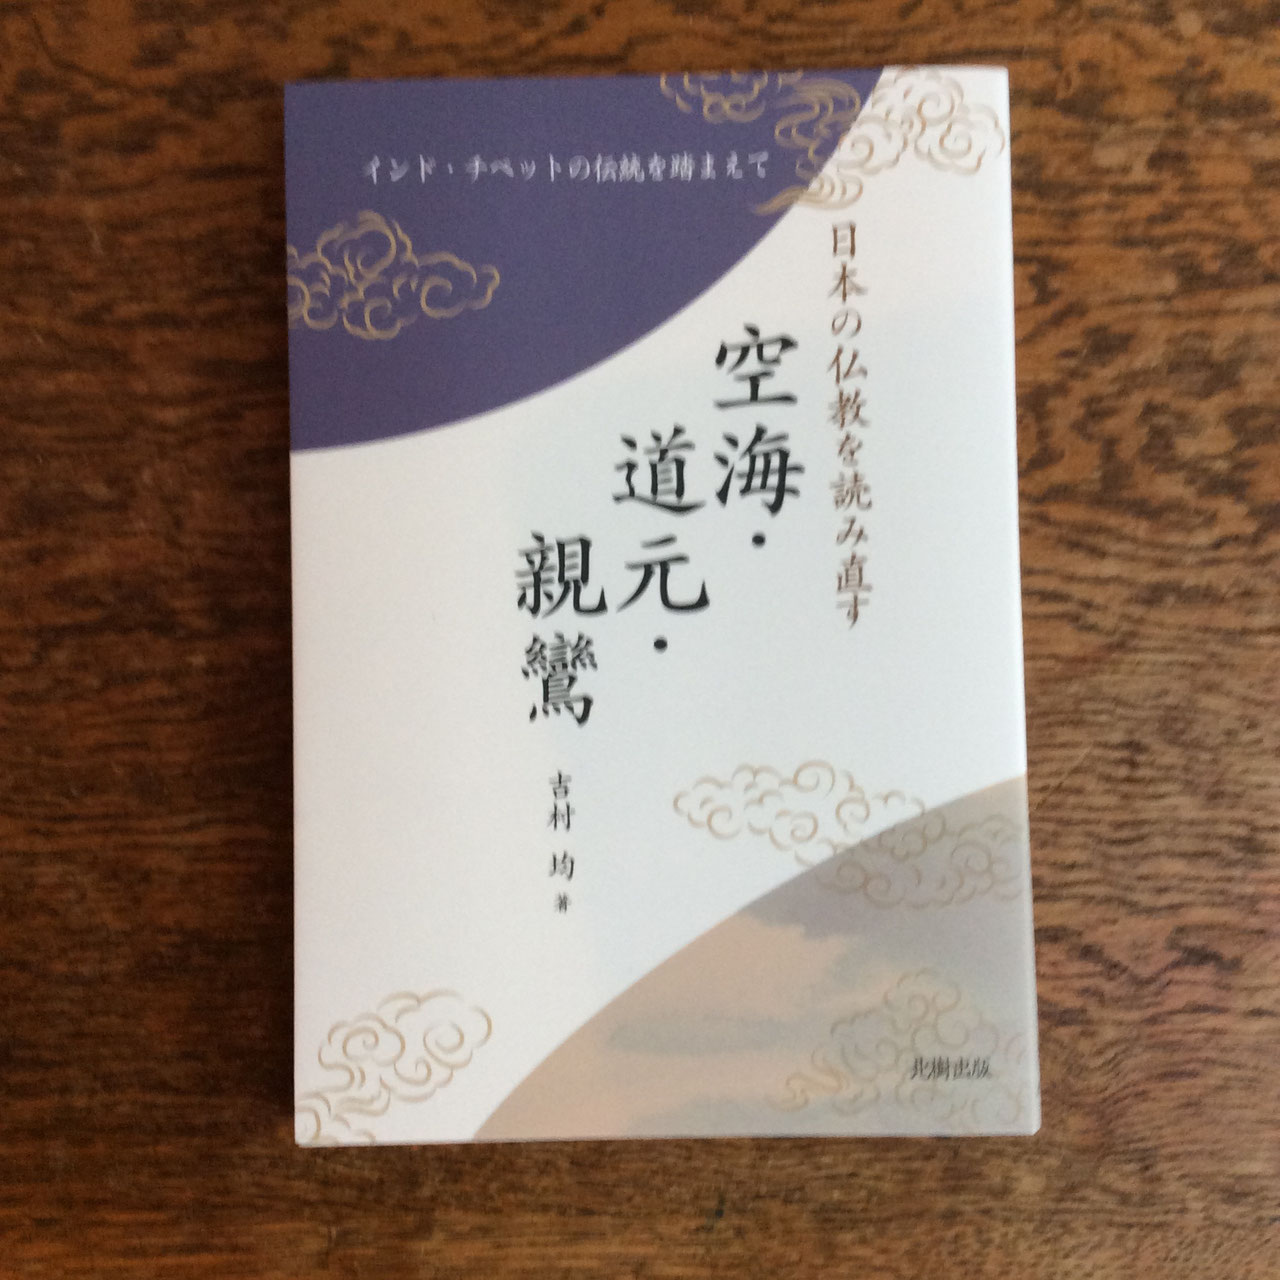 インド・チベットの伝統を踏まえて
日本の仏教を読み直す
空海・
道元・
親鸞
吉村 均 著
北樹出版